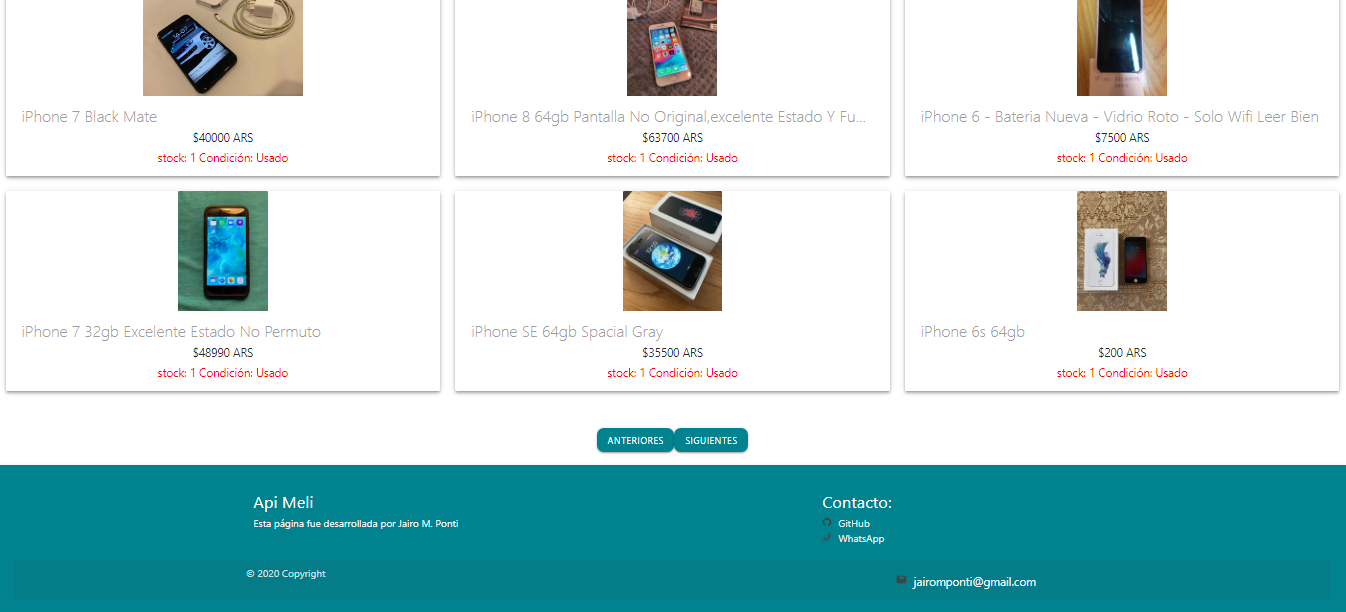 iPhone 7 Black Mate
$40000 ARS
stock: 1 Condición: Usado
iPhone 8 64gb Pantalla No Original,excelente Estado Y Fu...
$63700 ARS
stock: 1 Condición: Usado
iPhone 6 - Bateria Nueva - Vidrio Roto - Solo Wifi Leer Bien
$7500 ARS
stock: 1 Condición: Usado
iPhone 7 32gb Excelente Estado No Permuto
$48990 ARS
stock: 1 Condición: Usado
iPhone SE 64gb Spacial Gray
$35500 ARS
stock: 1 Condición: Usado
iPhone 6s 64gb
$200 ARS
stock: 1 Condición: Usado
ANTERIORES
SIGUIENTES
Api Meli
Esta página fue desarrollada por Jairo M. Ponti
Contacto:
GitHub
WhatsApp
© 2020 Copyright
jairomponti@gmail.com